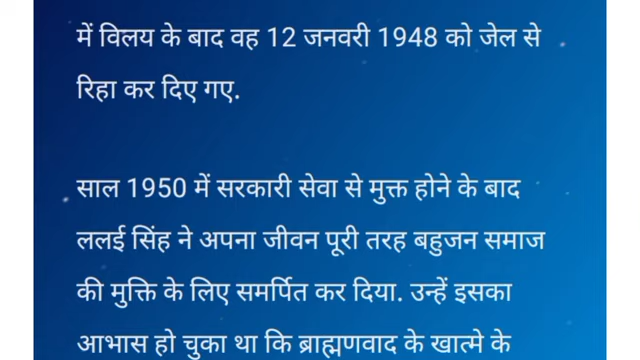 में विलय के बाद वह 12 जनवरी 1948 को जेल से
रिहा कर दिए गए.
साल 1950 में सरकारी सेवा से मुक्त होने के बाद
ललई सिंह ने अपना जीवन पूरी तरह बहुजन समाज
की मुक्ति के लिए समर्पित कर दिया. उन्हें इसका
आभास हो चुका था कि ब्राह्मणवाद के खात्मे के